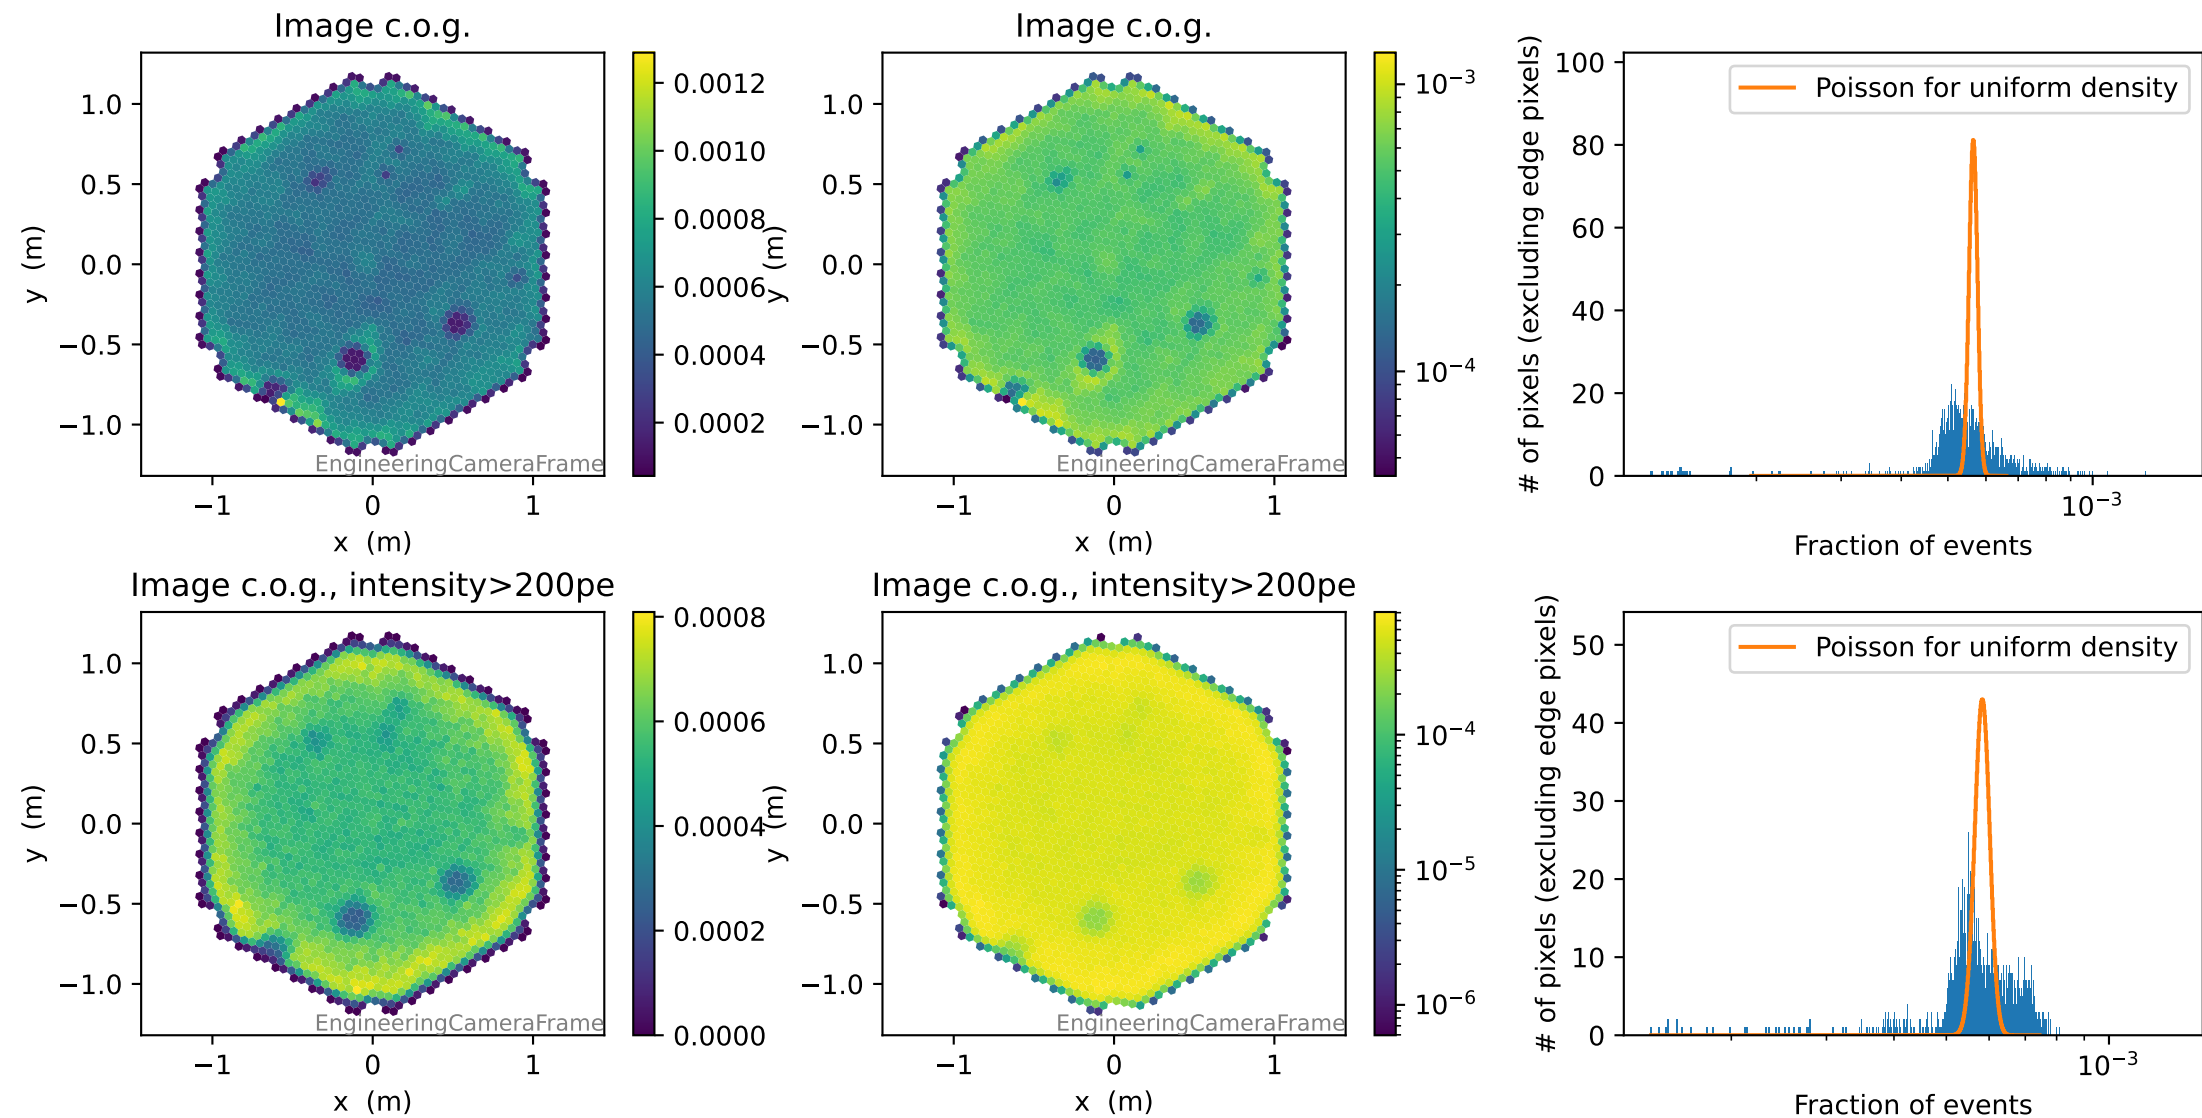 Image c.o.g.
1.0
0.5
0.0
−0.5
−1.0
y (m)
−1
0
1
x (m)
EngineeringCameraFrame
0.0012
0.0010
0.0008
0.0006
0.0004
0.0002
Image c.o.g.
1.0
0.5
0.0
−0.5
−1.0
y (m)
−1
0
1
x (m)
EngineeringCameraFrame
10⁻³
10⁻⁴
100
80
60
40
20
0
# of pixels (excluding edge pixels)
Poisson for uniform density
10⁻³
Fraction of events
Image c.o.g., intensity>200pe
1.0
0.5
0.0
−0.5
−1.0
y (m)
−1
0
1
x (m)
EngineeringCameraFrame
0.0008
0.0006
0.0004
0.0002
0.0000
Image c.o.g., intensity>200pe
1.0
0.5
0.0
−0.5
−1.0
y (m)
−1
0
1
x (m)
EngineeringCameraFrame
10⁻⁴
10⁻⁵
10⁻⁶
50
40
30
20
10
0
# of pixels (excluding edge pixels)
Poisson for uniform density
10⁻³
Fraction of events